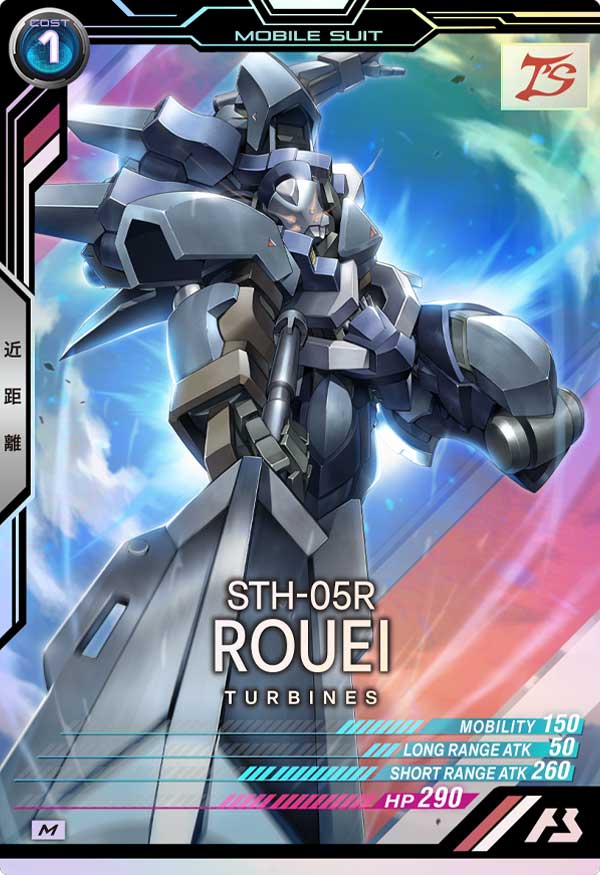 COST
1
MOBILE SUIT
T'S
近距離
STH-05R
ROUEI
TURBINES
MOBILITY 150
LONG RANGE ATK 50
SHORT RANGE ATK 260
HP 290
M